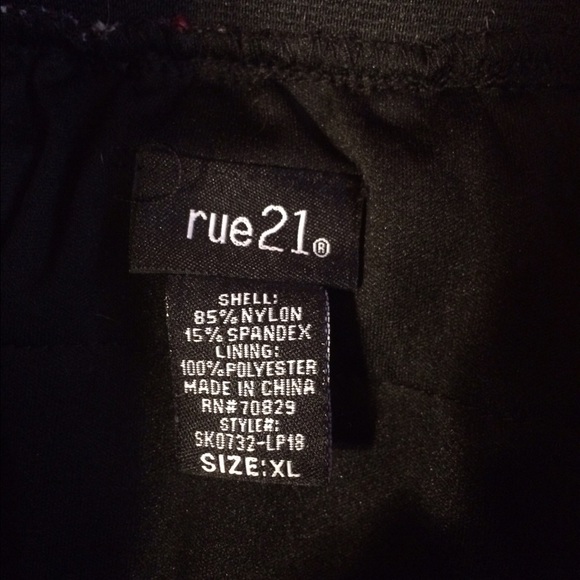 rue21®
SHELL:
85%NYLON
15%SPANDEX
LINING:
100%POLYESTER
MADE IN CHINA
RN#70829
STYLE#:
SK0732-LP18
SIZE:XL